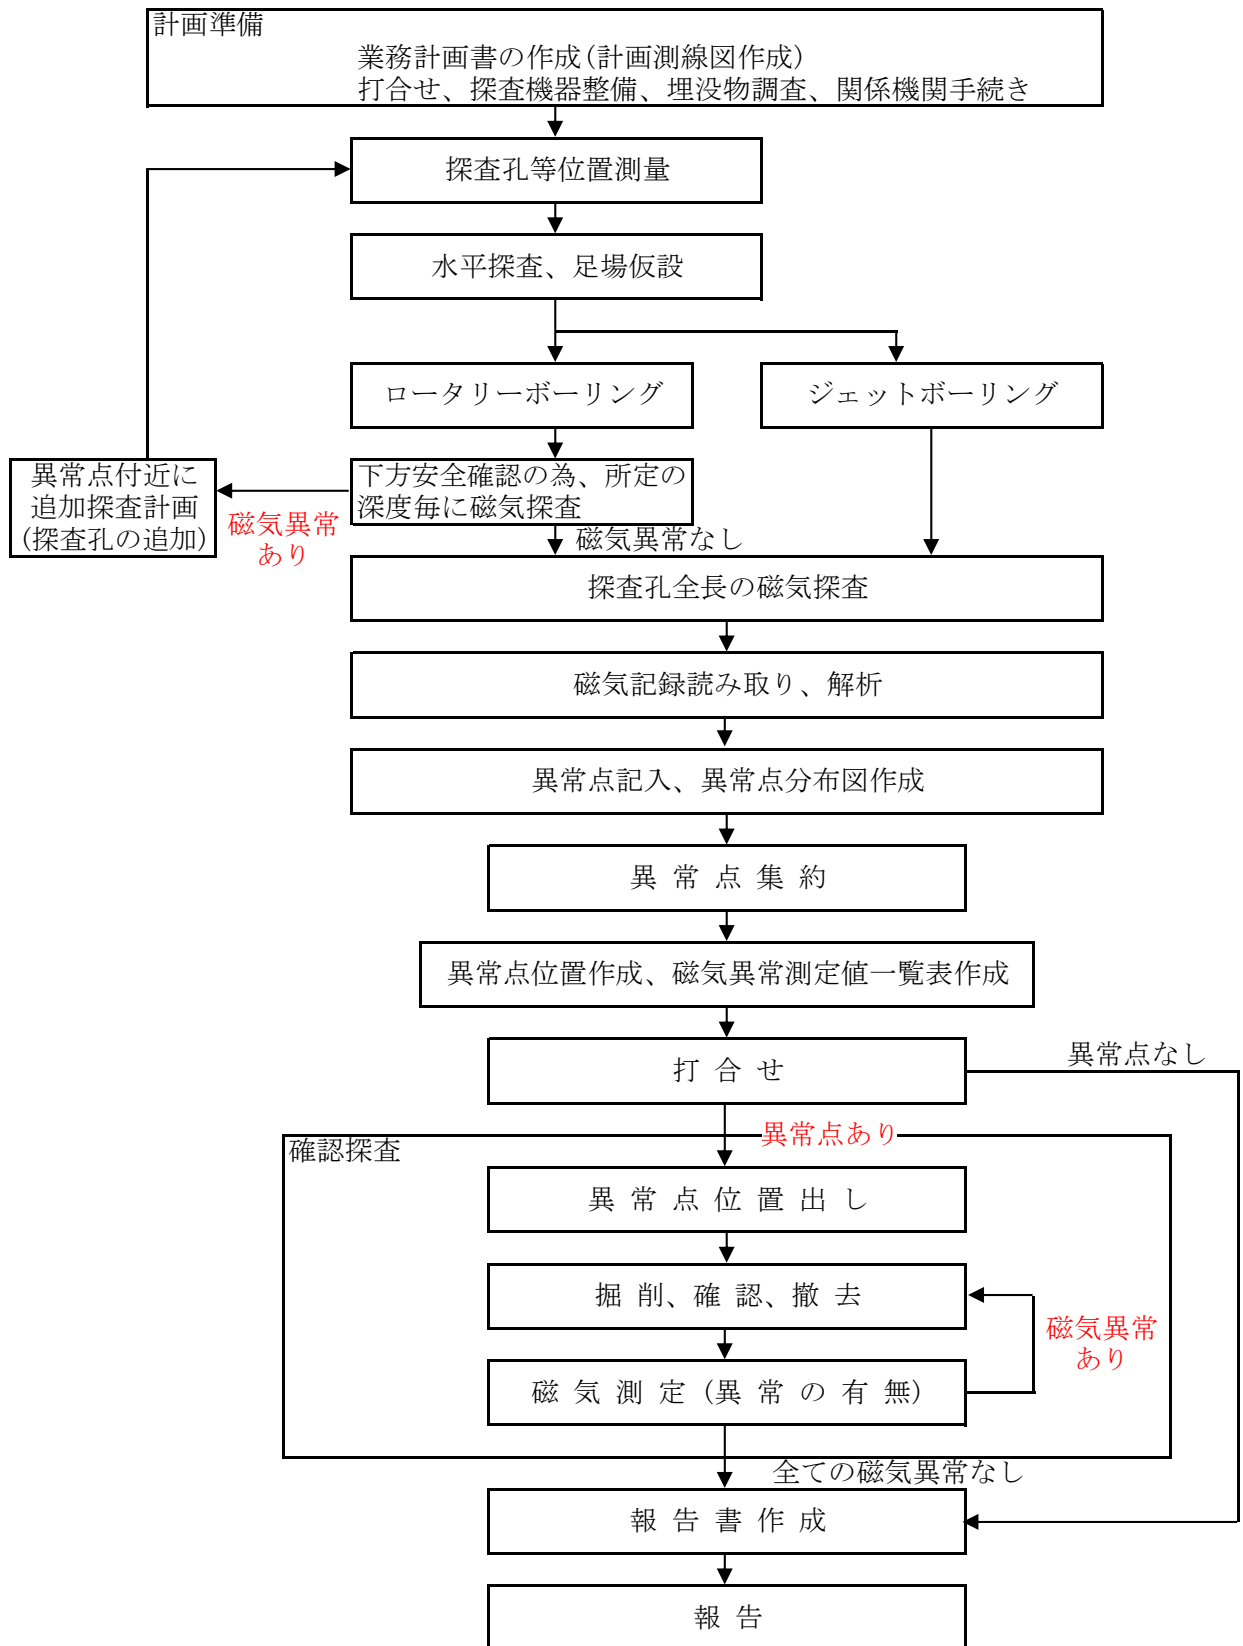 計画準備
業務計画書の作成(計画測線図作成)
打合せ、探査機器整備、埋没物調査、関係機関手続き
探査孔等位置測量
水平探査、足場仮設
ロータリーボーリング
ジェットボーリング
異常点付近に
追加探査計画
(探査孔の追加)
磁気異常
あり
下方安全確認の為、所定の
深度毎に磁気探査
磁気異常なし
探査孔全長の磁気探査
磁気記録読み取り、解析
異常点記入、異常点分布図作成
異 常 点 集 約
異常点位置作成、磁気異常測定値一覧表作成
打 合 せ
異常点なし
異常点あり
確認探査
異 常 点 位 置 出 し
掘 削、確 認、撤 去
磁気異常
あり
磁 気 測 定 (異 常 の 有 無)
全ての磁気異常なし
報 告 書 作 成
報 告